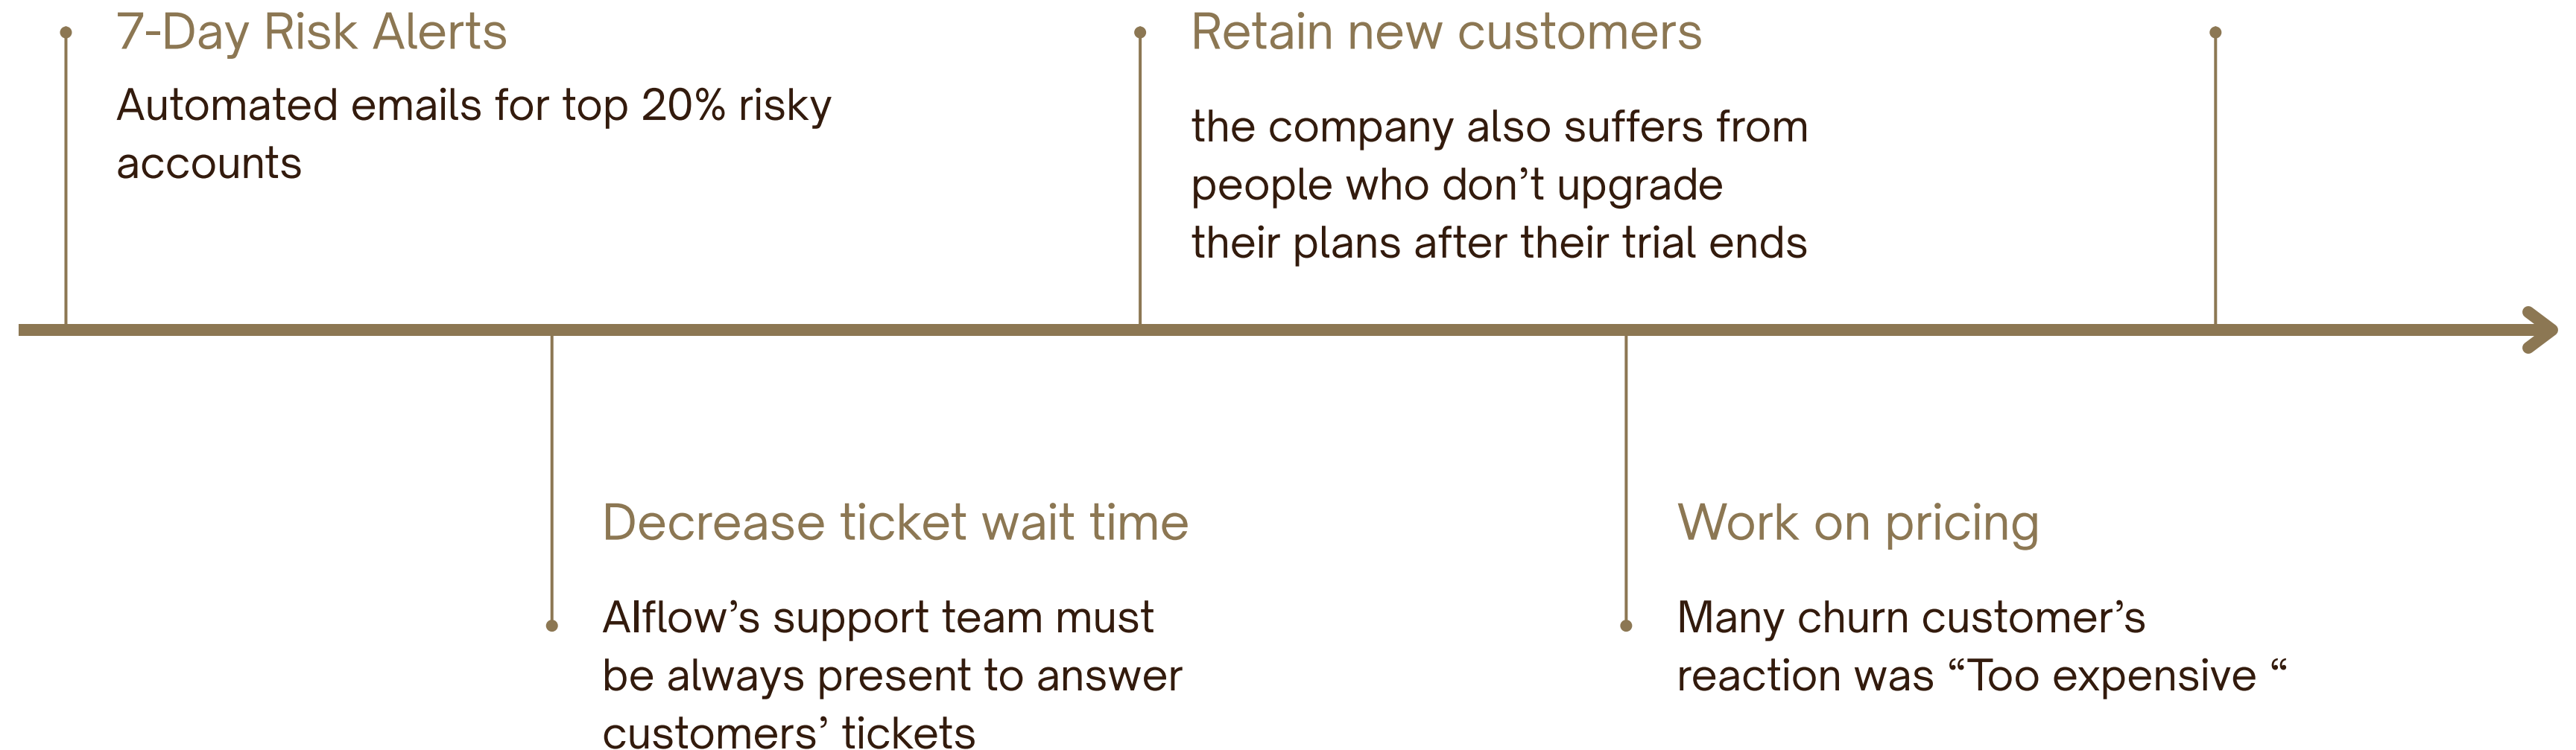 7-Day Risk Alerts
Automated emails for top 20% risky
accounts
Retain new customers
the company also suffers from
people who don’t upgrade
their plans after their trial ends
Decrease ticket wait time
AIflow’s support team must
be always present to answer
customers’ tickets
Work on pricing
Many churn customer’s
reaction was “Too expensive “